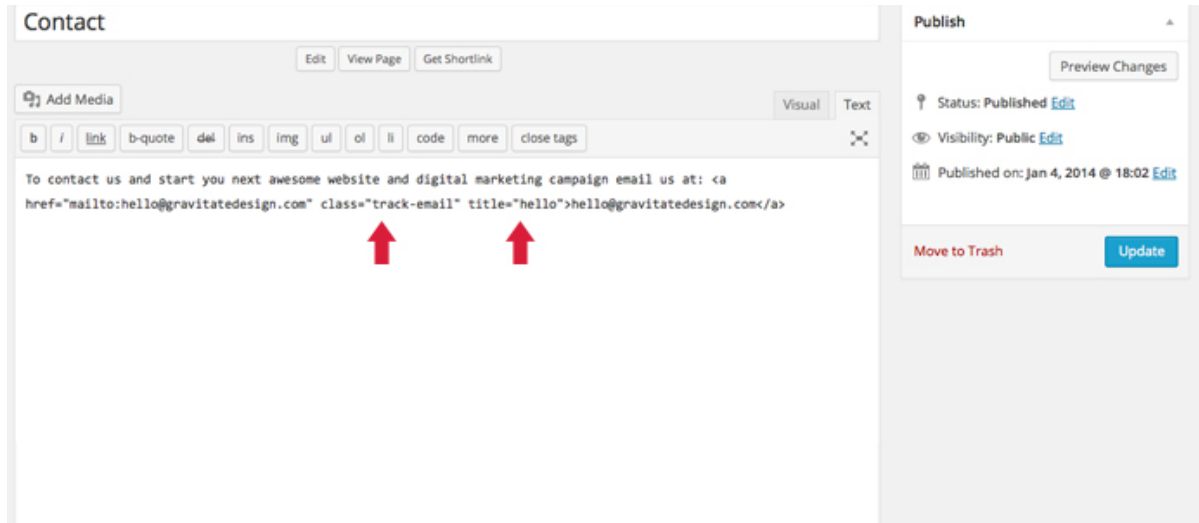 Contact
Edit View Page Get Shortlink
Add Media
Visual Text
b i link b-quote del ins img ul ol li code more close tags
To contact us and start you next awesome website and digital marketing campaign email us at: <a
href="mailto:hello@gravitatedesign.com" class="track-email" title="hello">hello@gravitatedesign.com</a>
Publish
Preview Changes
Status: Published Edit
Visibility: Public Edit
Published on: Jan 4, 2014 @ 18:02 Edit
Move to Trash Update